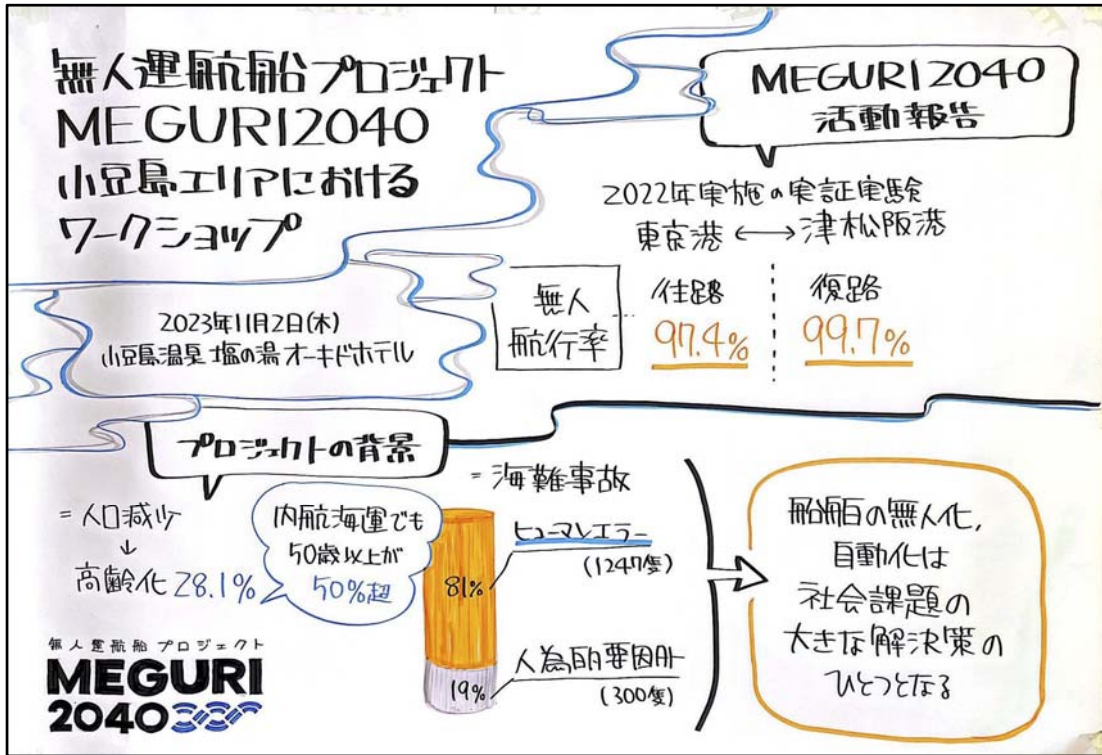 無人運航船プロジェクト
MEGURI2040
小豆島エリアにおける
ワークショップ
2023年11月2日(木)
小豆島温泉 塩の湯 オーキドホテル
MEGURI2040
活動報告
2022年実施の実証実験
東京港 ⟷ 津松阪港
無人
航行率
往路
97.4%
復路
99.7%
プロジェクトの背景
= 人口減少
↓
高齢化 28.1%
内航海運でも
50歳以上が
50%超
= 海難事故
81%
ヒューマンエラー
(1247隻)
19%
人為的要因外
(300隻)
船舶の無人化,
自動化は
社会課題の
大きな解決策の
ひとつとなる
無人運航船プロジェクト
MEGURI
2040